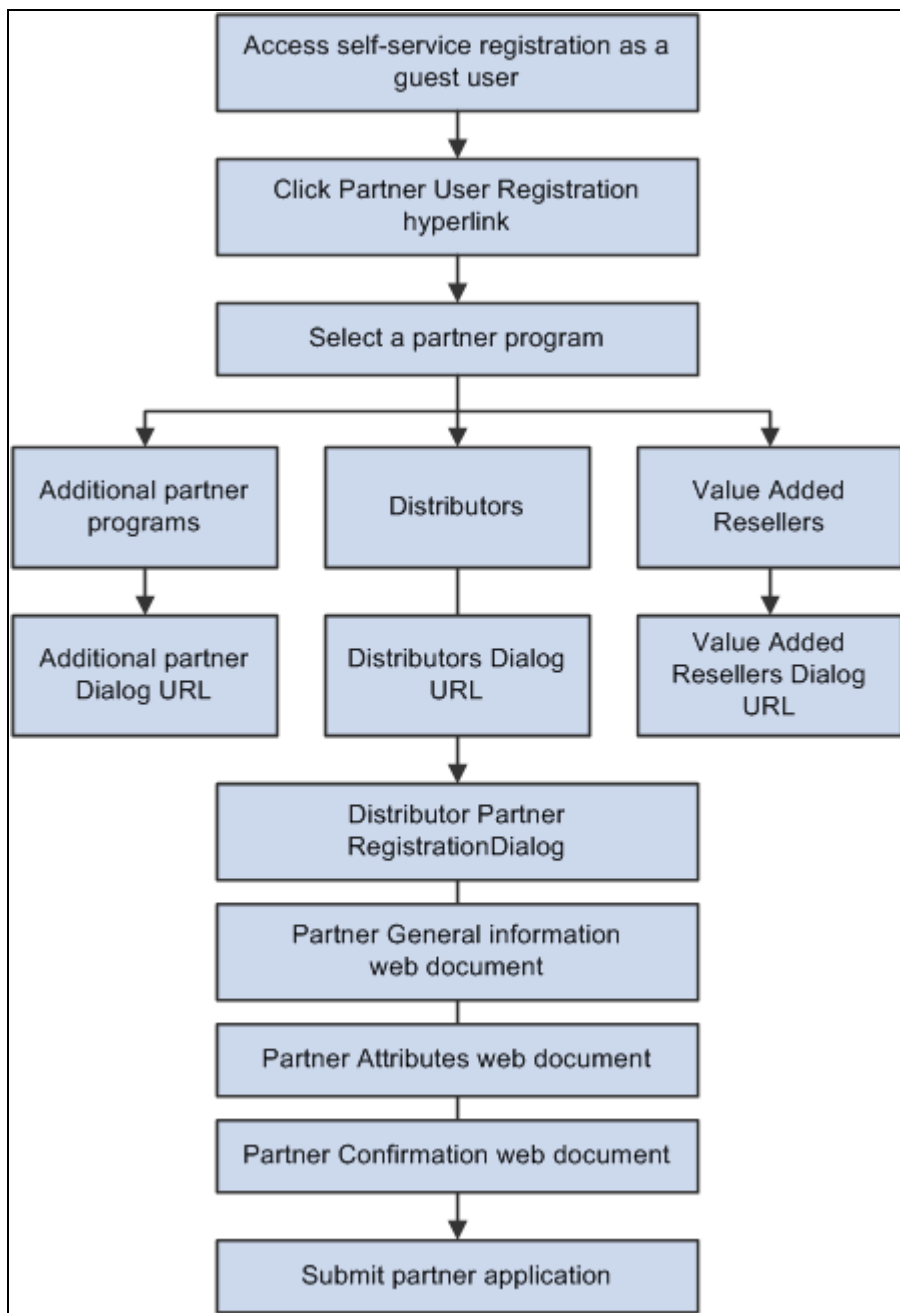 Access self-service registration as a
guest user
Click Partner User Registration
hyperlink
Select a partner program
Additional partner
programs
Distributors
Value Added
Resellers
Additional partner
Dialog URL
Distributors Dialog
URL
Value Added
Resellers Dialog
URL
Distributor Partner
RegistrationDialog
Partner General information
web document
Partner Attributes web document
Partner Confirmation web document
Submit partner application